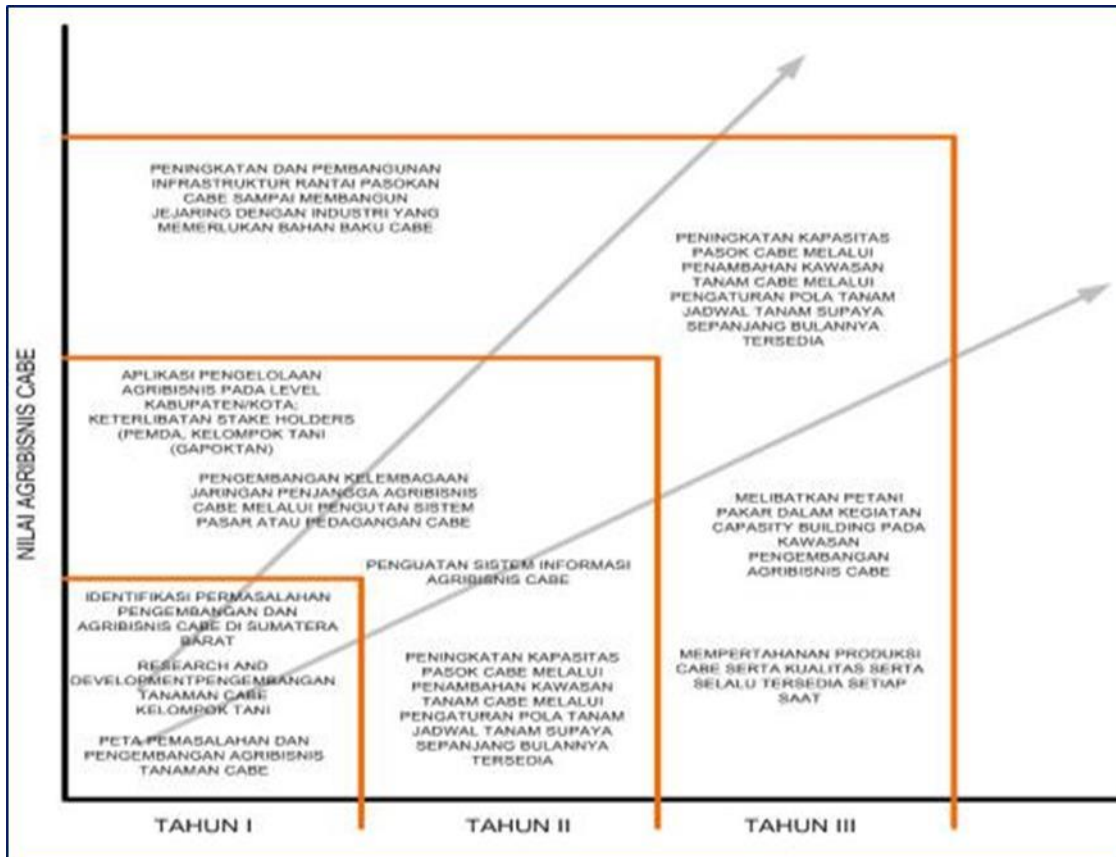 NILAI AGRIBISNIS CABE
PENINGKATAN DAN PEMBANGUNAN
INFRASTRUKTUR RANTAI PASOKAN
CABE SAMPAI MEMBANGUN
JEJARING DENGAN INDUSTRI YANG
MEMERLUKAN BAHAN BAKU CABE
PENINGKATAN KAPASITAS
PASOK CABE MELALUI
PENAMBAHAN KAWASAN
TANAM CABE MELALUI
PENGATURAN POLA TANAM
JADWAL TANAM SUPAYA
SEPANJANG BULANNYA
TERSEDIA
APLIKASI PENGELOLAAN
AGRIBISNIS PADA LEVEL
KABUPATEN/KOTA;
KETERLIBATAN STAKE HOLDERS
(PEMDA, KELOMPOK TANI
(GAPOKTAN)
PENGEMBANGAN KELEMBAGAAN
JARINGAN PENJANGGA AGRIBISNIS
CABE MELALUI PENGUTAN SISTEM
PASAR ATAU PEDAGANGAN CABE
MELIBATKAN PETANI
PAKAR DALAM KEGIATAN
CAPASITY BUILDING PADA
KAWASAN
PENGEMBANGAN
AGRIBISNIS CABE
PENGUATAN SISTEM INFORMASI
AGRIBISNIS CABE
IDENTIFIKASI PERMASALAHAN
PENGEMBANGAN DAN
AGRIBISNIS CABE DI SUMATERA
BARAT
RESEARCH AND
DEVELOPMENTPENGEMBANGAN
TANAMAN CABE
KELOMPOK TANI
PETA PEMASALAHAN DAN
PENGEMBANGAN AGRIBISNIS
TANAMAN CABE
PENINGKATAN KAPASITAS
PASOK CABE MELALUI
PENAMBAHAN KAWASAN
TANAM CABE MELALUI
PENGATURAN POLA TANAM
JADWAL TANAM SUPAYA
SEPANJANG BULANNYA
TERSEDIA
MEMPERTAHANAN PRODUKSI
CABE SERTA KUALITAS SERTA
SELALU TERSEDIA SETIAP
SAAT
TAHUN I
TAHUN II
TAHUN III